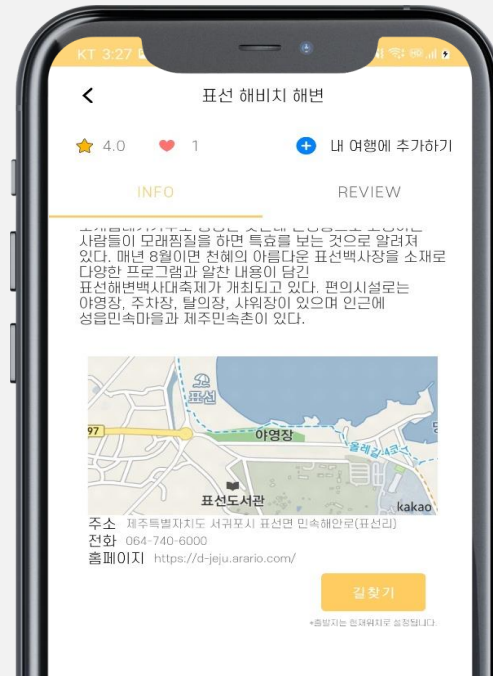 KT 3:27
표선 해비치 해변
4.0 1 내 여행에 추가하기
INFO REVIEW
사람들이 모래찜질을 하면 특효를 보는 것으로 알려져
있다. 매년 8월이면 천혜의 아름다운 표선백사장을 소재로
다양한 프로그램과 알찬 내용이 담긴
표선해변백사대축제가 개최되고 있다. 편의시설로는
야영장, 주차장, 탈의장, 샤워장이 있으며 인근에
성읍민속마을과 제주민속촌이 있다.
표선
97
야영장
올레길 4코스
표선도서관
kakao
주소 제주특별자치도 서귀포시 표선면 민속해안로(표선리)
전화 064-740-6000
홈페이지 https://d-jeju.arario.com/
길찾기
*출발지는 현재위치로 설정됩니다.